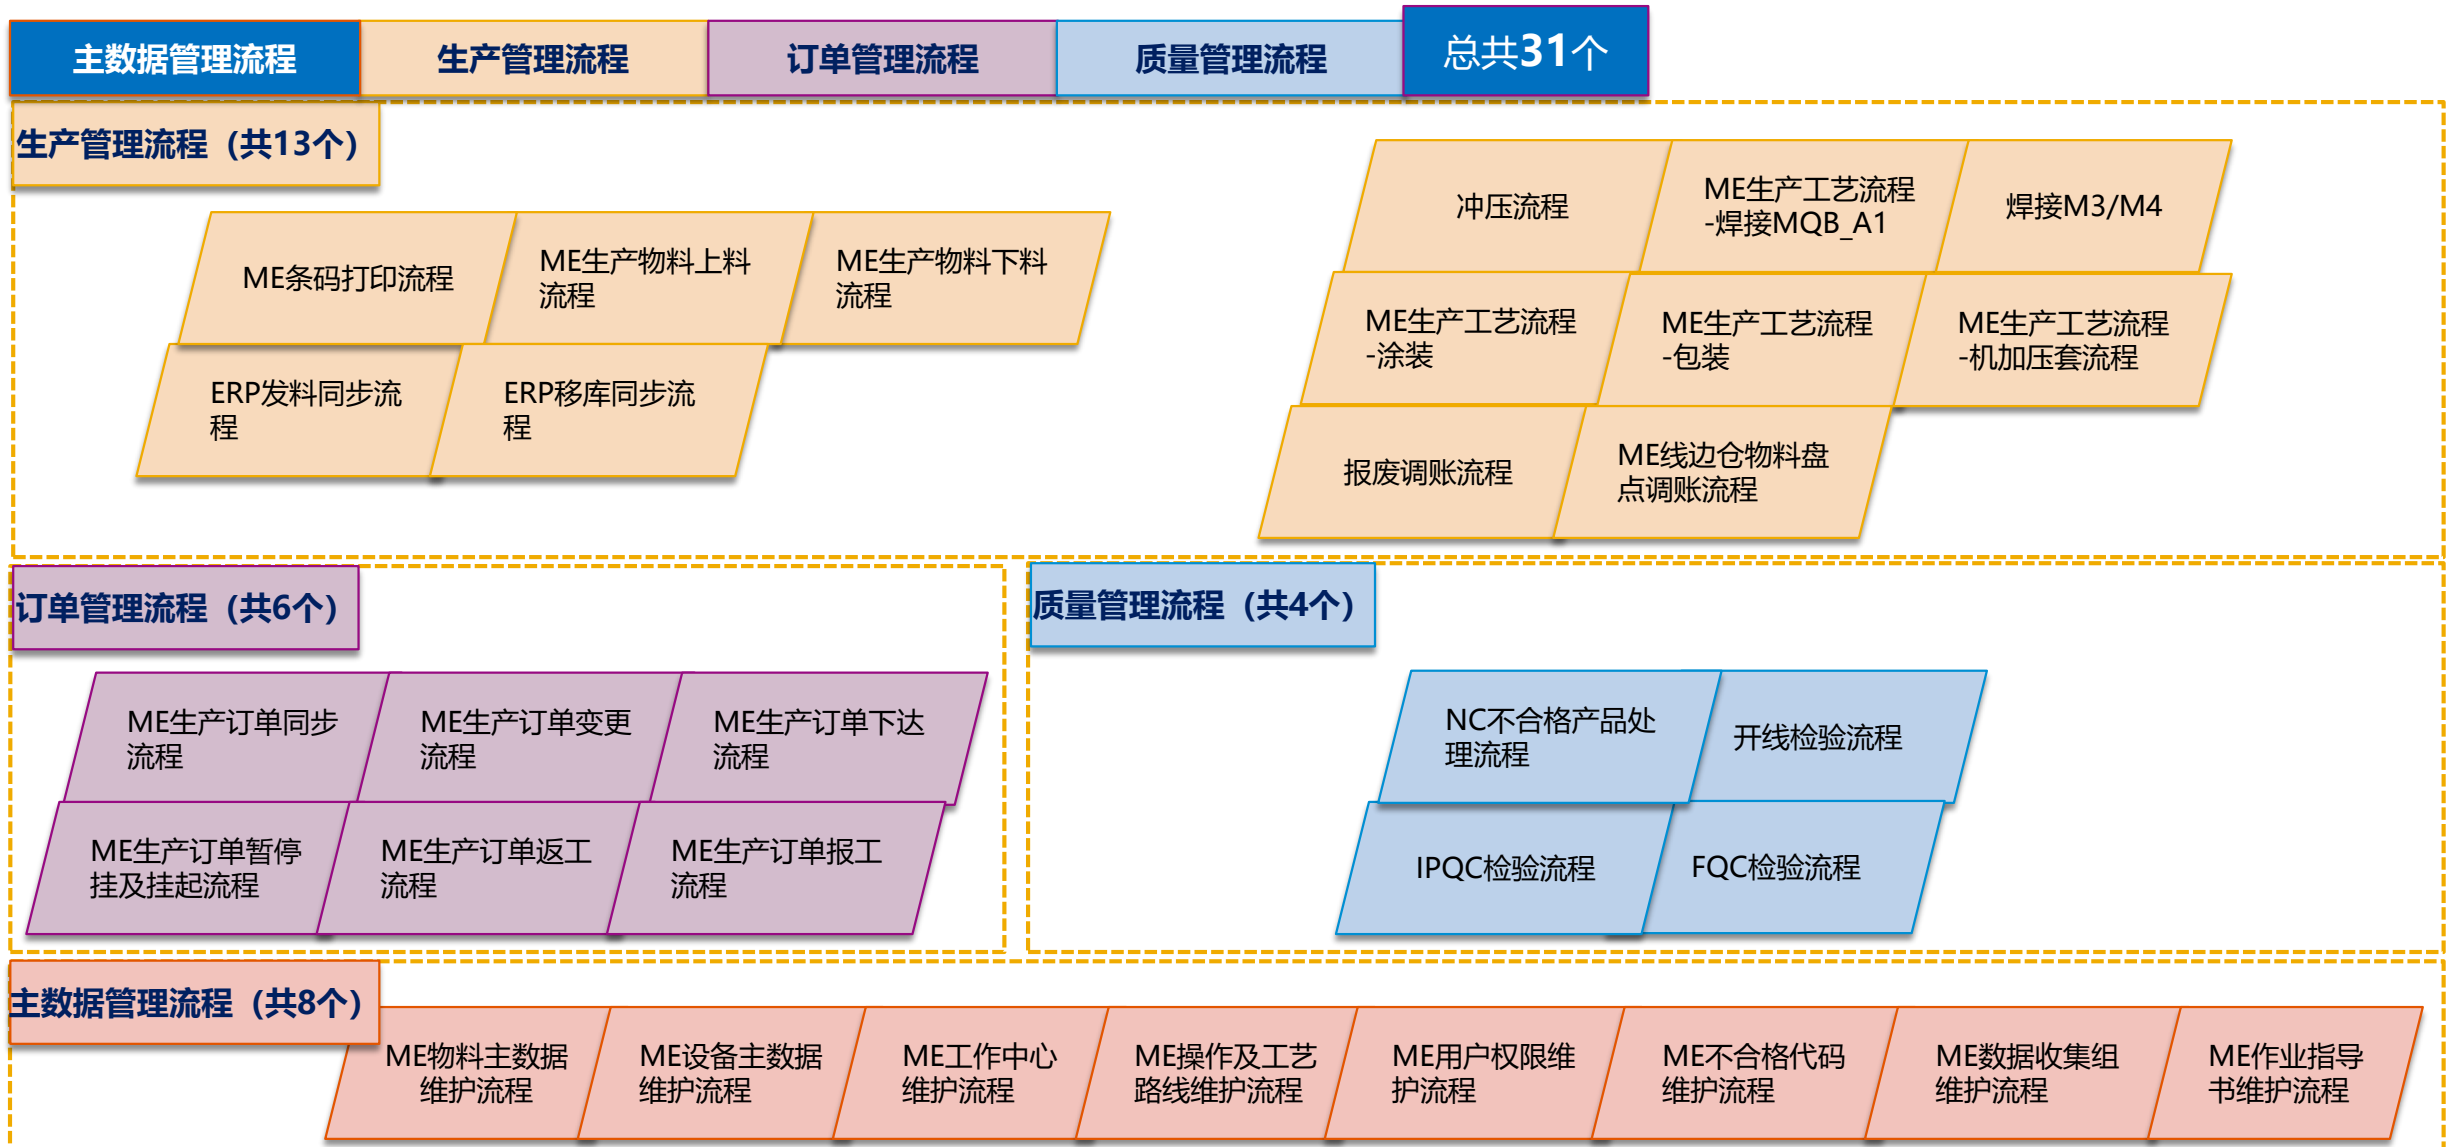 主数据管理流程
生产管理流程
订单管理流程
质量管理流程
总共31个
生产管理流程（共13个）
ME条码打印流程
ME生产物料上料
流程
ME生产物料下料
流程
ERP发料同步流
程
ERP移库同步流
程
冲压流程
ME生产工艺流程
-焊接MQB_A1
焊接M3/M4
ME生产工艺流程
-涂装
ME生产工艺流程
-包装
ME生产工艺流程
-机加压套流程
报废调账流程
ME线边仓物料盘
点调账流程
订单管理流程（共6个）
ME生产订单同步
流程
ME生产订单变更
流程
ME生产订单下达
流程
ME生产订单暂停
挂及挂起流程
ME生产订单返工
流程
ME生产订单报工
流程
质量管理流程（共4个）
NC不合格产品处
理流程
开线检验流程
IPQC检验流程
FQC检验流程
主数据管理流程（共8个）
ME物料主数据
维护流程
ME设备主数据
维护流程
ME工作中心
维护流程
ME操作及工艺
路线维护流程
ME用户权限维
护流程
ME不合格代码
维护流程
ME数据收集组
维护流程
ME作业指导
书维护流程